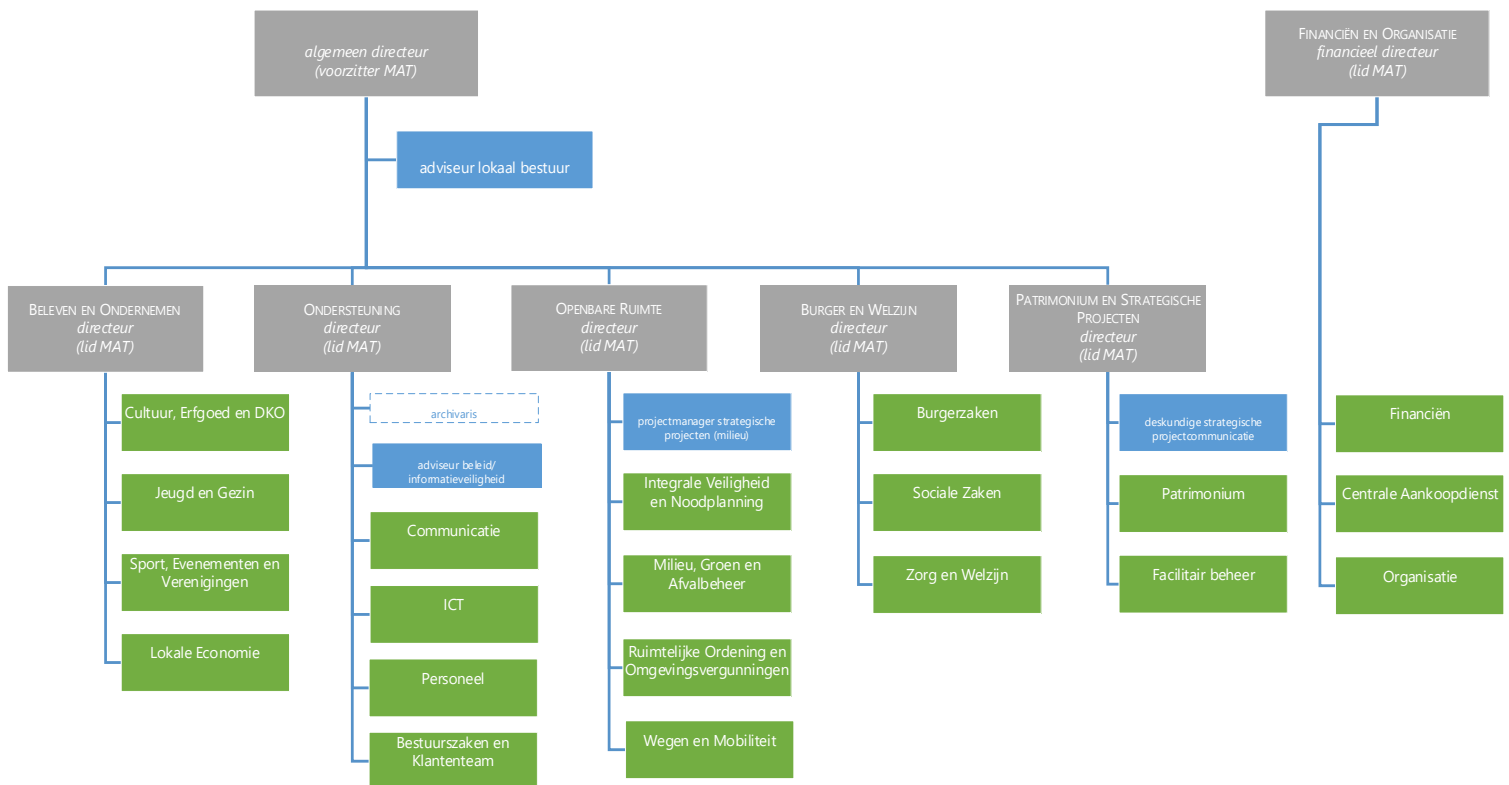 algemeen directeur
(voorzitter MAT)
FINANCIËN EN ORGANISATIE
financieel directeur
(lid MAT)
adviseur lokaal bestuur
BELEVEN EN ONDERNEMEN
directeur
(lid MAT)
ONDERSTEUNING
directeur
(lid MAT)
OPENBARE RUIMTE
directeur
(lid MAT)
BURGER EN WELZIJN
directeur
(lid MAT)
PATRIMONIUM EN STRATEGISCHE
PROJECTEN
directeur
(lid MAT)
Cultuur, Erfgoed en DKO
Jeugd en Gezin
Sport, Evenementen en
Verenigingen
Lokale Economie
archivaris
adviseur beleid/
informatieveiligheid
Communicatie
ICT
Personeel
Bestuurszaken en
Klantenteam
projectmanager strategische
projecten (milieu)
Integrale Veiligheid
en Noodplanning
Milieu, Groen en
Afvalbeheer
Ruimtelijke Ordening en
Omgevingsvergunningen
Wegen en Mobiliteit
Burgerzaken
Sociale Zaken
Zorg en Welzijn
deskundige strategische
projectcommunicatie
Patrimonium
Facilitair beheer
Financiën
Centrale Aankoopdienst
Organisatie